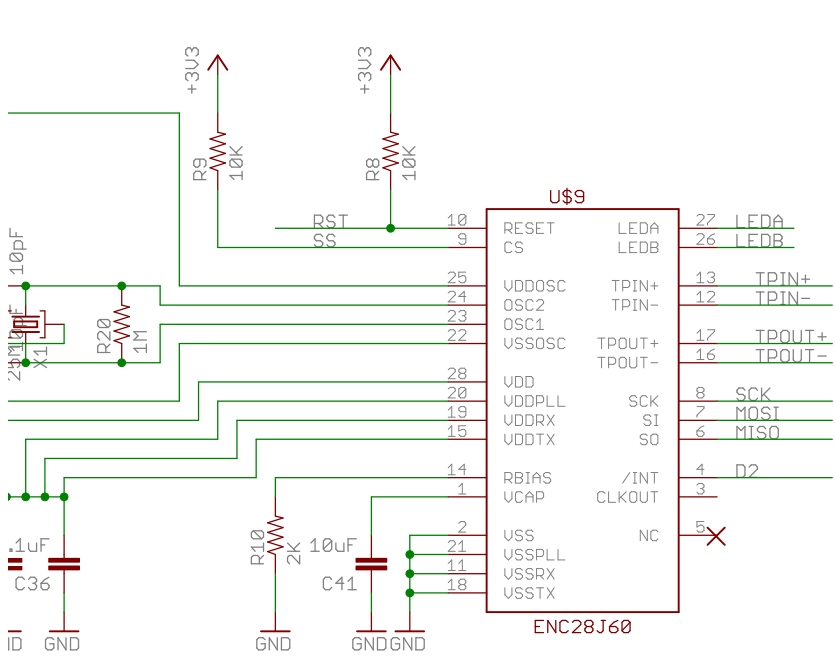 +3V3
+3V3
R9
10K
R8
10K
U$9
RST
10
RESET
LEDA
27
LEDA
SS
9
CS
LEDB
26
LEDB
10pF
25
VDDOSC
TPIN+
13
TPIN+
24
OSC2
TPIN-
12
TPIN-
R20
1M
X1
23
OSC1
22
VSSOSC
TPOUT+
17
TPOUT+
TPOUT-
16
TPOUT-
28
VDD
20
VDDPLL
SCK
8
SCK
19
VDDRX
SI
7
MOSI
15
VDDTX
SO
6
MISO
14
RBIAS
/INT
4
D2
1
VCAP
CLKOUT
3
.1uF
C36
R10
2K
10uF
C41
2
VSS
NC
5
21
VSSPLL
11
VSSRX
18
VSSTX
ENC28J60
GND
GND
GND
GND